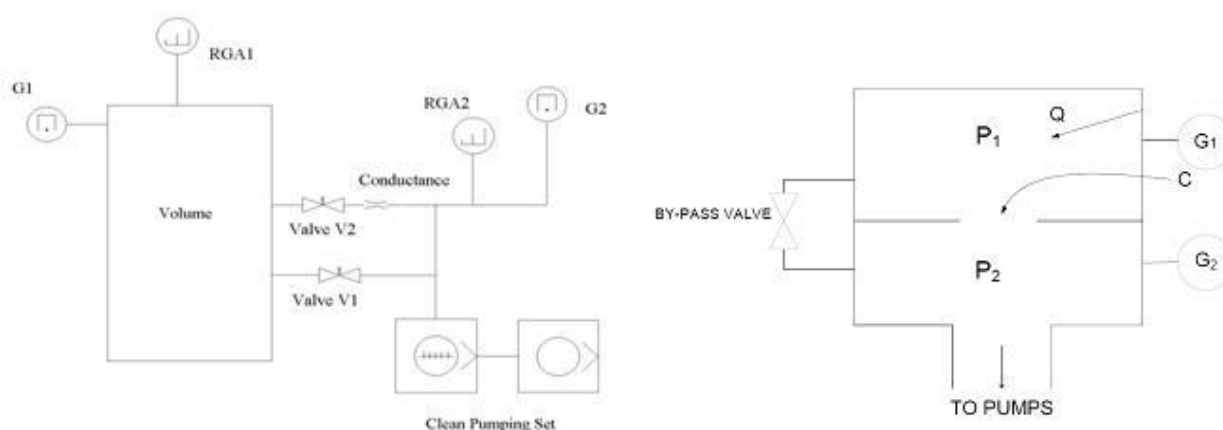 RGA1
G1
RGA2
G2
Conductance
Volume
Valve V2
Valve V1
Clean Pumping Set
P1
Q
G1
C
BY-PASS VALVE
P2
G2
TO PUMPS